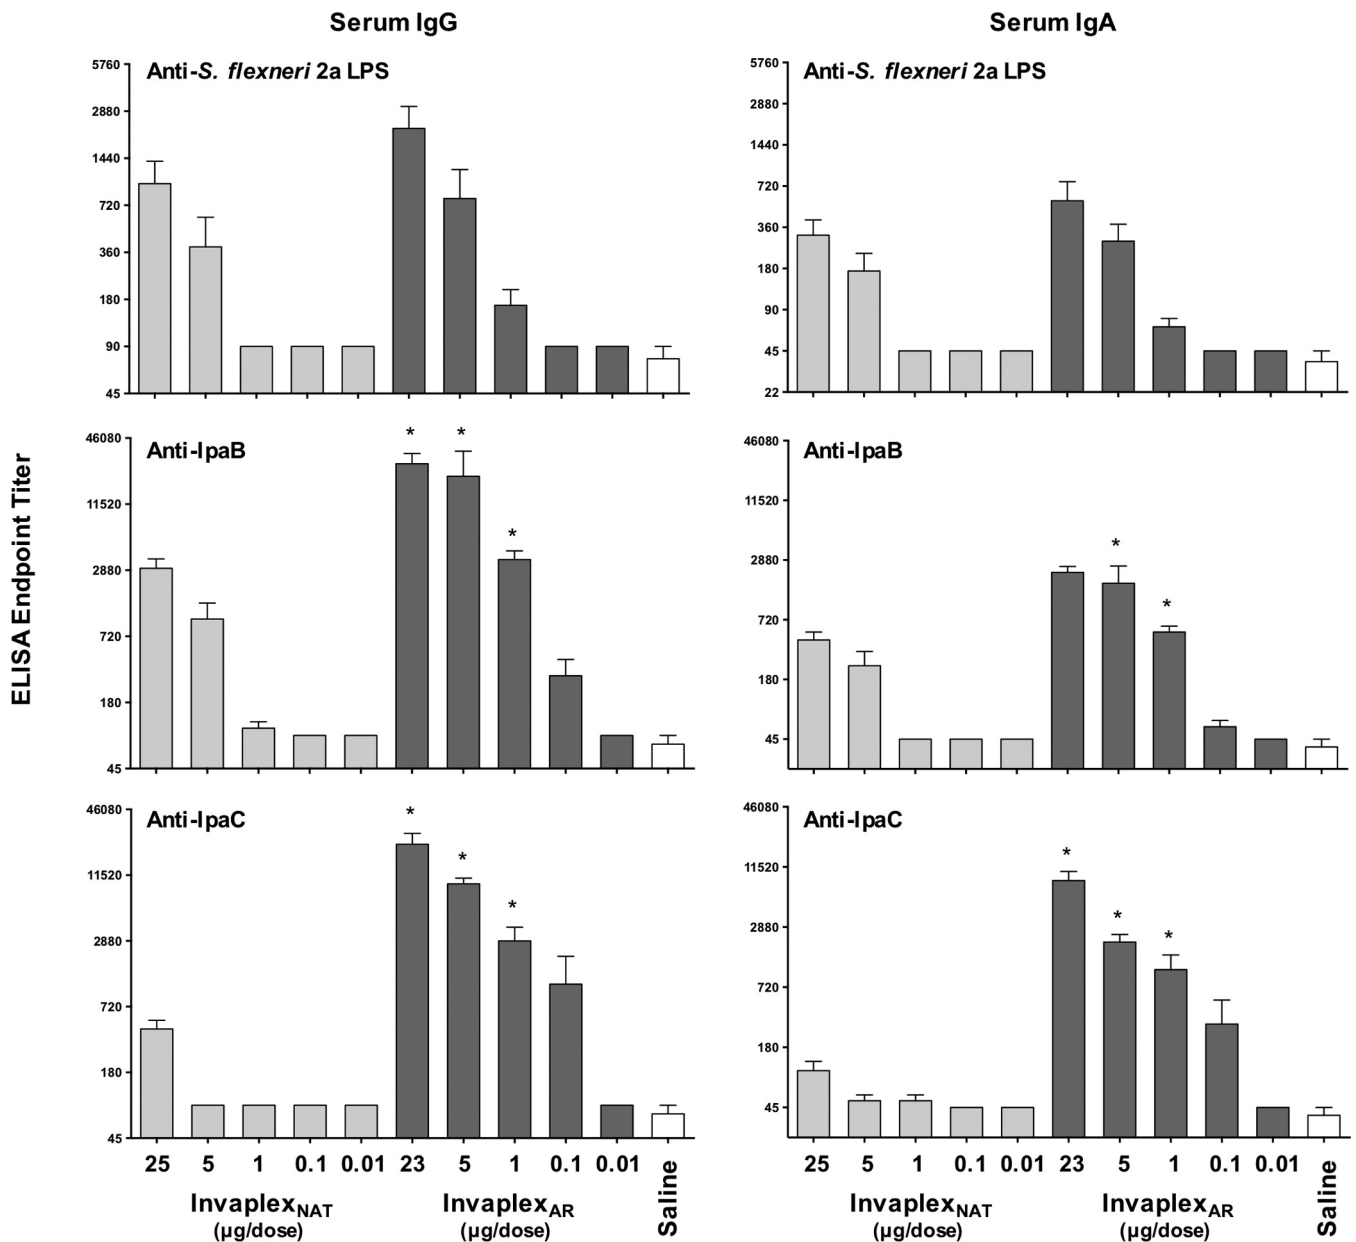 Serum IgG
Serum IgA
ELISA Endpoint Titer
Anti-S. flexneri 2a LPS
5760
2880
1440
720
360
180
90
45
Anti-S. flexneri 2a LPS
5760
2880
1440
720
360
180
90
45
22
Anti-IpaB
46080
11520
2880
720
180
45
* * *
Anti-IpaB
46080
11520
2880
720
180
45
* *
Anti-IpaC
46080
11520
2880
720
180
45
* * *
Anti-IpaC
46080
11520
2880
720
180
45
* * *
25 5 1 0.1 0.01 23 5 1 0.1 0.01 Saline
InvaplexNAT InvaplexAR
(µg/dose) (µg/dose)
25 5 1 0.1 0.01 23 5 1 0.1 0.01 Saline
InvaplexNAT InvaplexAR
(µg/dose) (µg/dose)